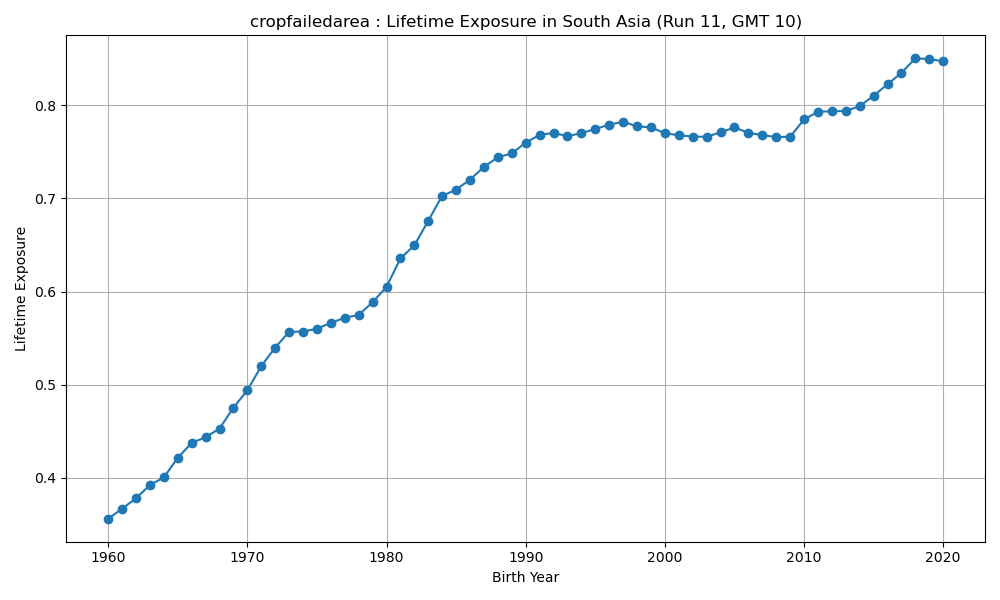 cropfailedarea : Lifetime Exposure in South Asia (Run 11, GMT 10)
Lifetime Exposure
0.8
0.7
0.6
0.5
0.4
1960 1970 1980 1990 2000 2010 2020
Birth Year